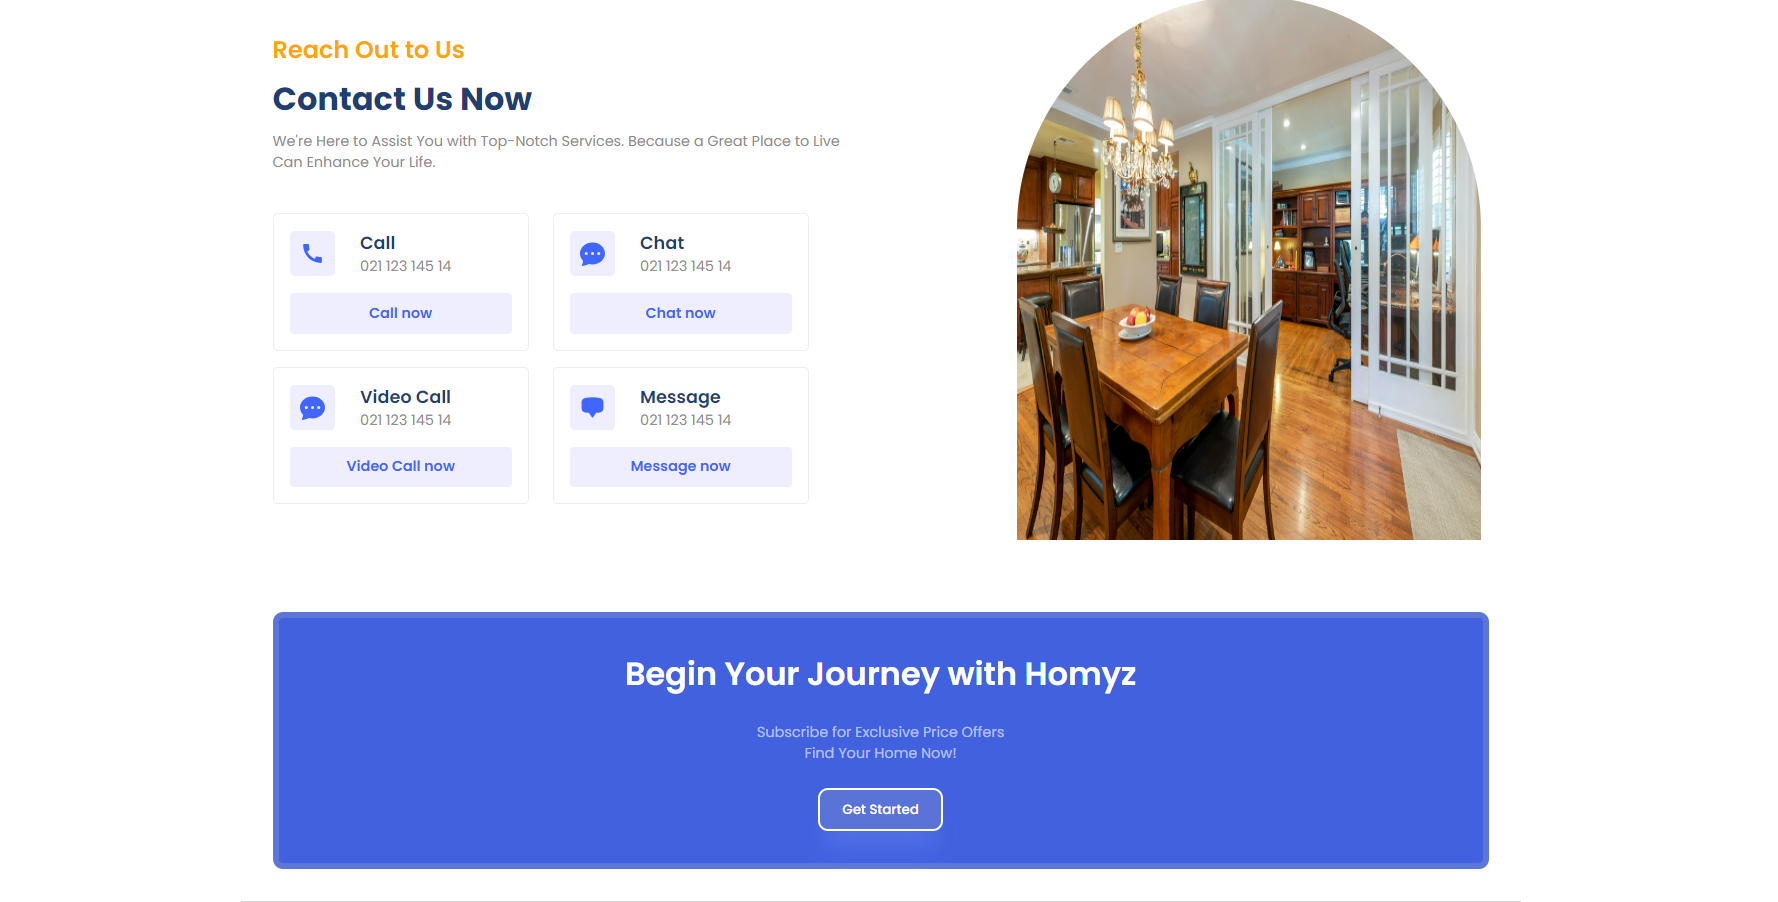 Reach Out to Us
Contact Us Now
We're Here to Assist You with Top-Notch Services. Because a Great Place to Live
Can Enhance Your Life.
Call
021 123 145 14
Call now
Chat
021 123 145 14
Chat now
Video Call
021 123 145 14
Video Call now
Message
021 123 145 14
Message now
Begin Your Journey with Homyz
Subscribe for Exclusive Price Offers
Find Your Home Now!
Get Started